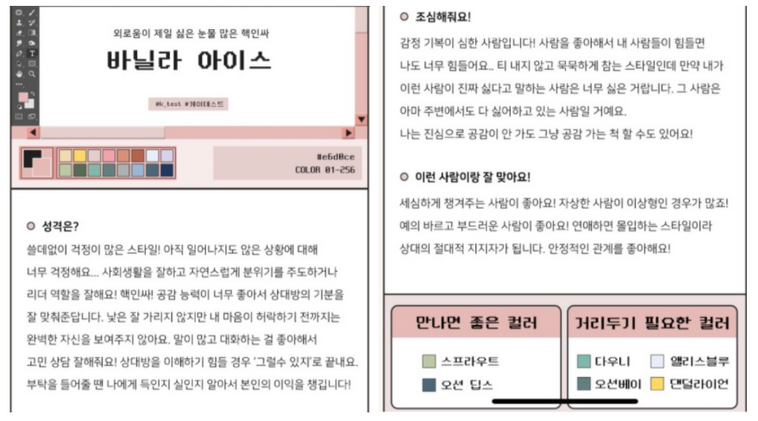 외로움이 제일 싫은 눈물 많은 핵인싸
바닐라 아이스
@k_test #케이테스트
#e6d0ce
COLOR 01-256
성격은?
쓸데없이 걱정이 많은 스타일! 아직 일어나지도 않은 상황에 대해
너무 걱정해요... 사회생활을 잘하고 자연스럽게 분위기를 주도하거나
리더 역할을 잘해요! 핵인싸! 공감 능력이 너무 좋아서 상대방의 기분을
잘 맞춰준답니다. 낯은 잘 가리지 않지만 내 마음이 허락하기 전까지는
완벽한 자신을 보여주지 않아요. 말이 많고 대화하는 걸 좋아해서
고민 상담 잘해줘요! 상대방을 이해하기 힘들 경우 '그럴수 있지'로 끝내요.
부탁을 들어줄 땐 나에게 득인지 실인지 알아서 본인의 이익을 챙깁니다!
조심해줘요!
감정 기복이 심한 사람입니다! 사람을 좋아해서 내 사람들이 힘들면
나도 너무 힘들어요.. 티 내지 않고 묵묵하게 참는 스타일인데 만약 내가
이런 사람이 진짜 싫다고 말하는 사람은 너무 싫은 거랍니다. 그 사람은
아마 주변에서도 다 싫어하고 있는 사람일 거예요.
나는 진심으로 공감이 안 가도 그냥 공감 가는 척 할 수도 있어요!
이런 사람이랑 잘 맞아요!
세심하게 챙겨주는 사람이 좋아요! 자상한 사람이 이상형인 경우가 많죠!
예의 바르고 부드러운 사람이 좋아요! 연애하면 몰입하는 스타일이라
상대의 절대적 지지자가 됩니다. 안정적인 관계를 좋아해요!
만나면 좋은 컬러
스프라우트
오션 딥스
거리두기 필요한 컬러
다우니 앨리스블루
오션베이 댄덜라이언